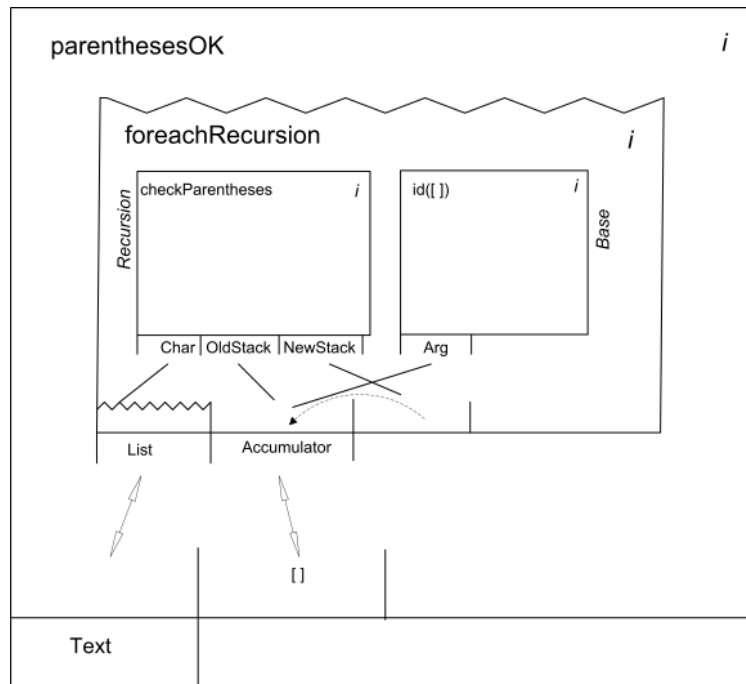 parenthesesOK i
foreachRecursion i
Recursion
checkParentheses i
id([ ]) i
Base
Char OldStack NewStack
Arg
List
Accumulator
[ ]
Text